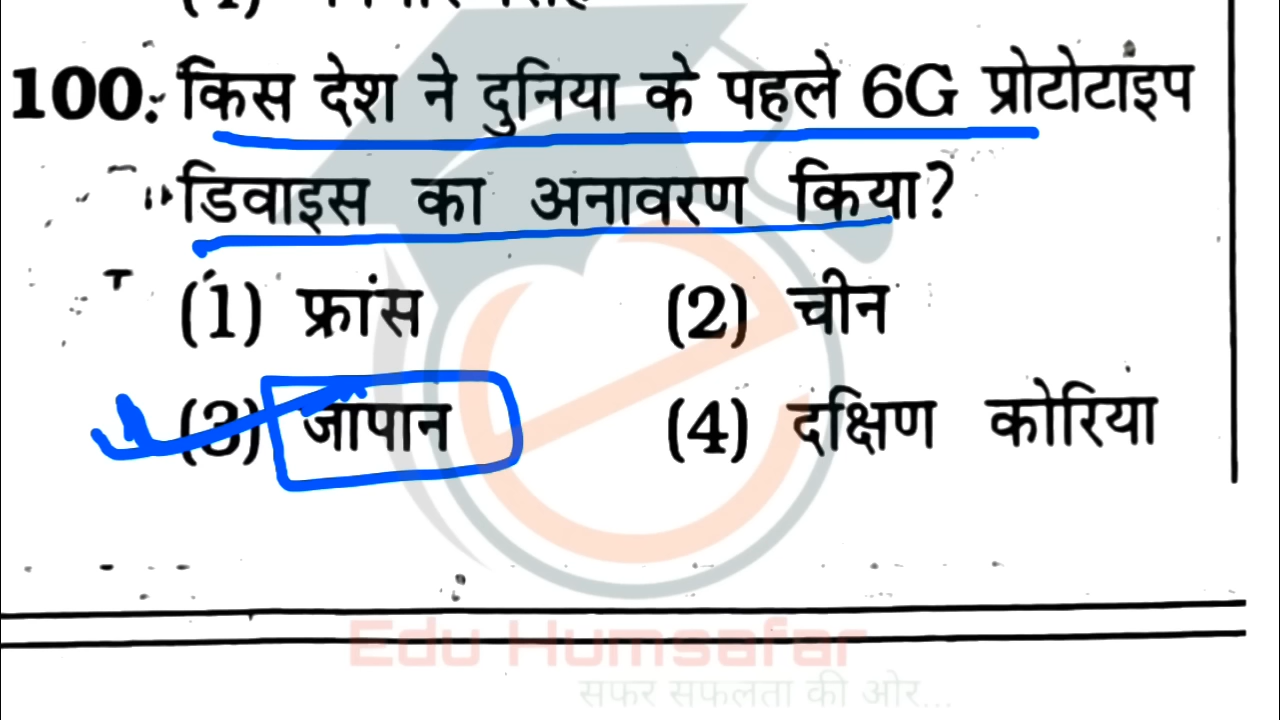 100. किस देश ने दुनिया के पहले 6G प्रोटोटाइप
डिवाइस का अनावरण किया?
(1) फ्रांस (2) चीन
(3) जापान (4) दक्षिण कोरिया
Edu Humsafar
सफर सफलता की ओर...